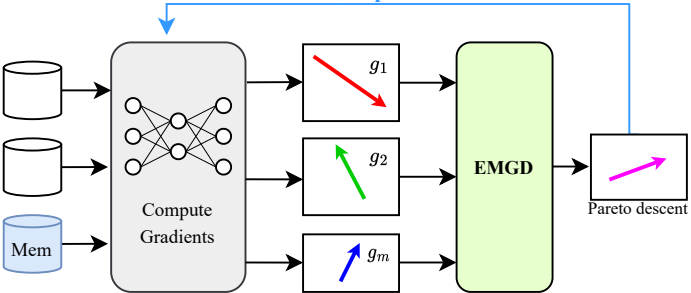 g1
g2
EMGD
Compute
Gradients
Mem
gm
Pareto descent